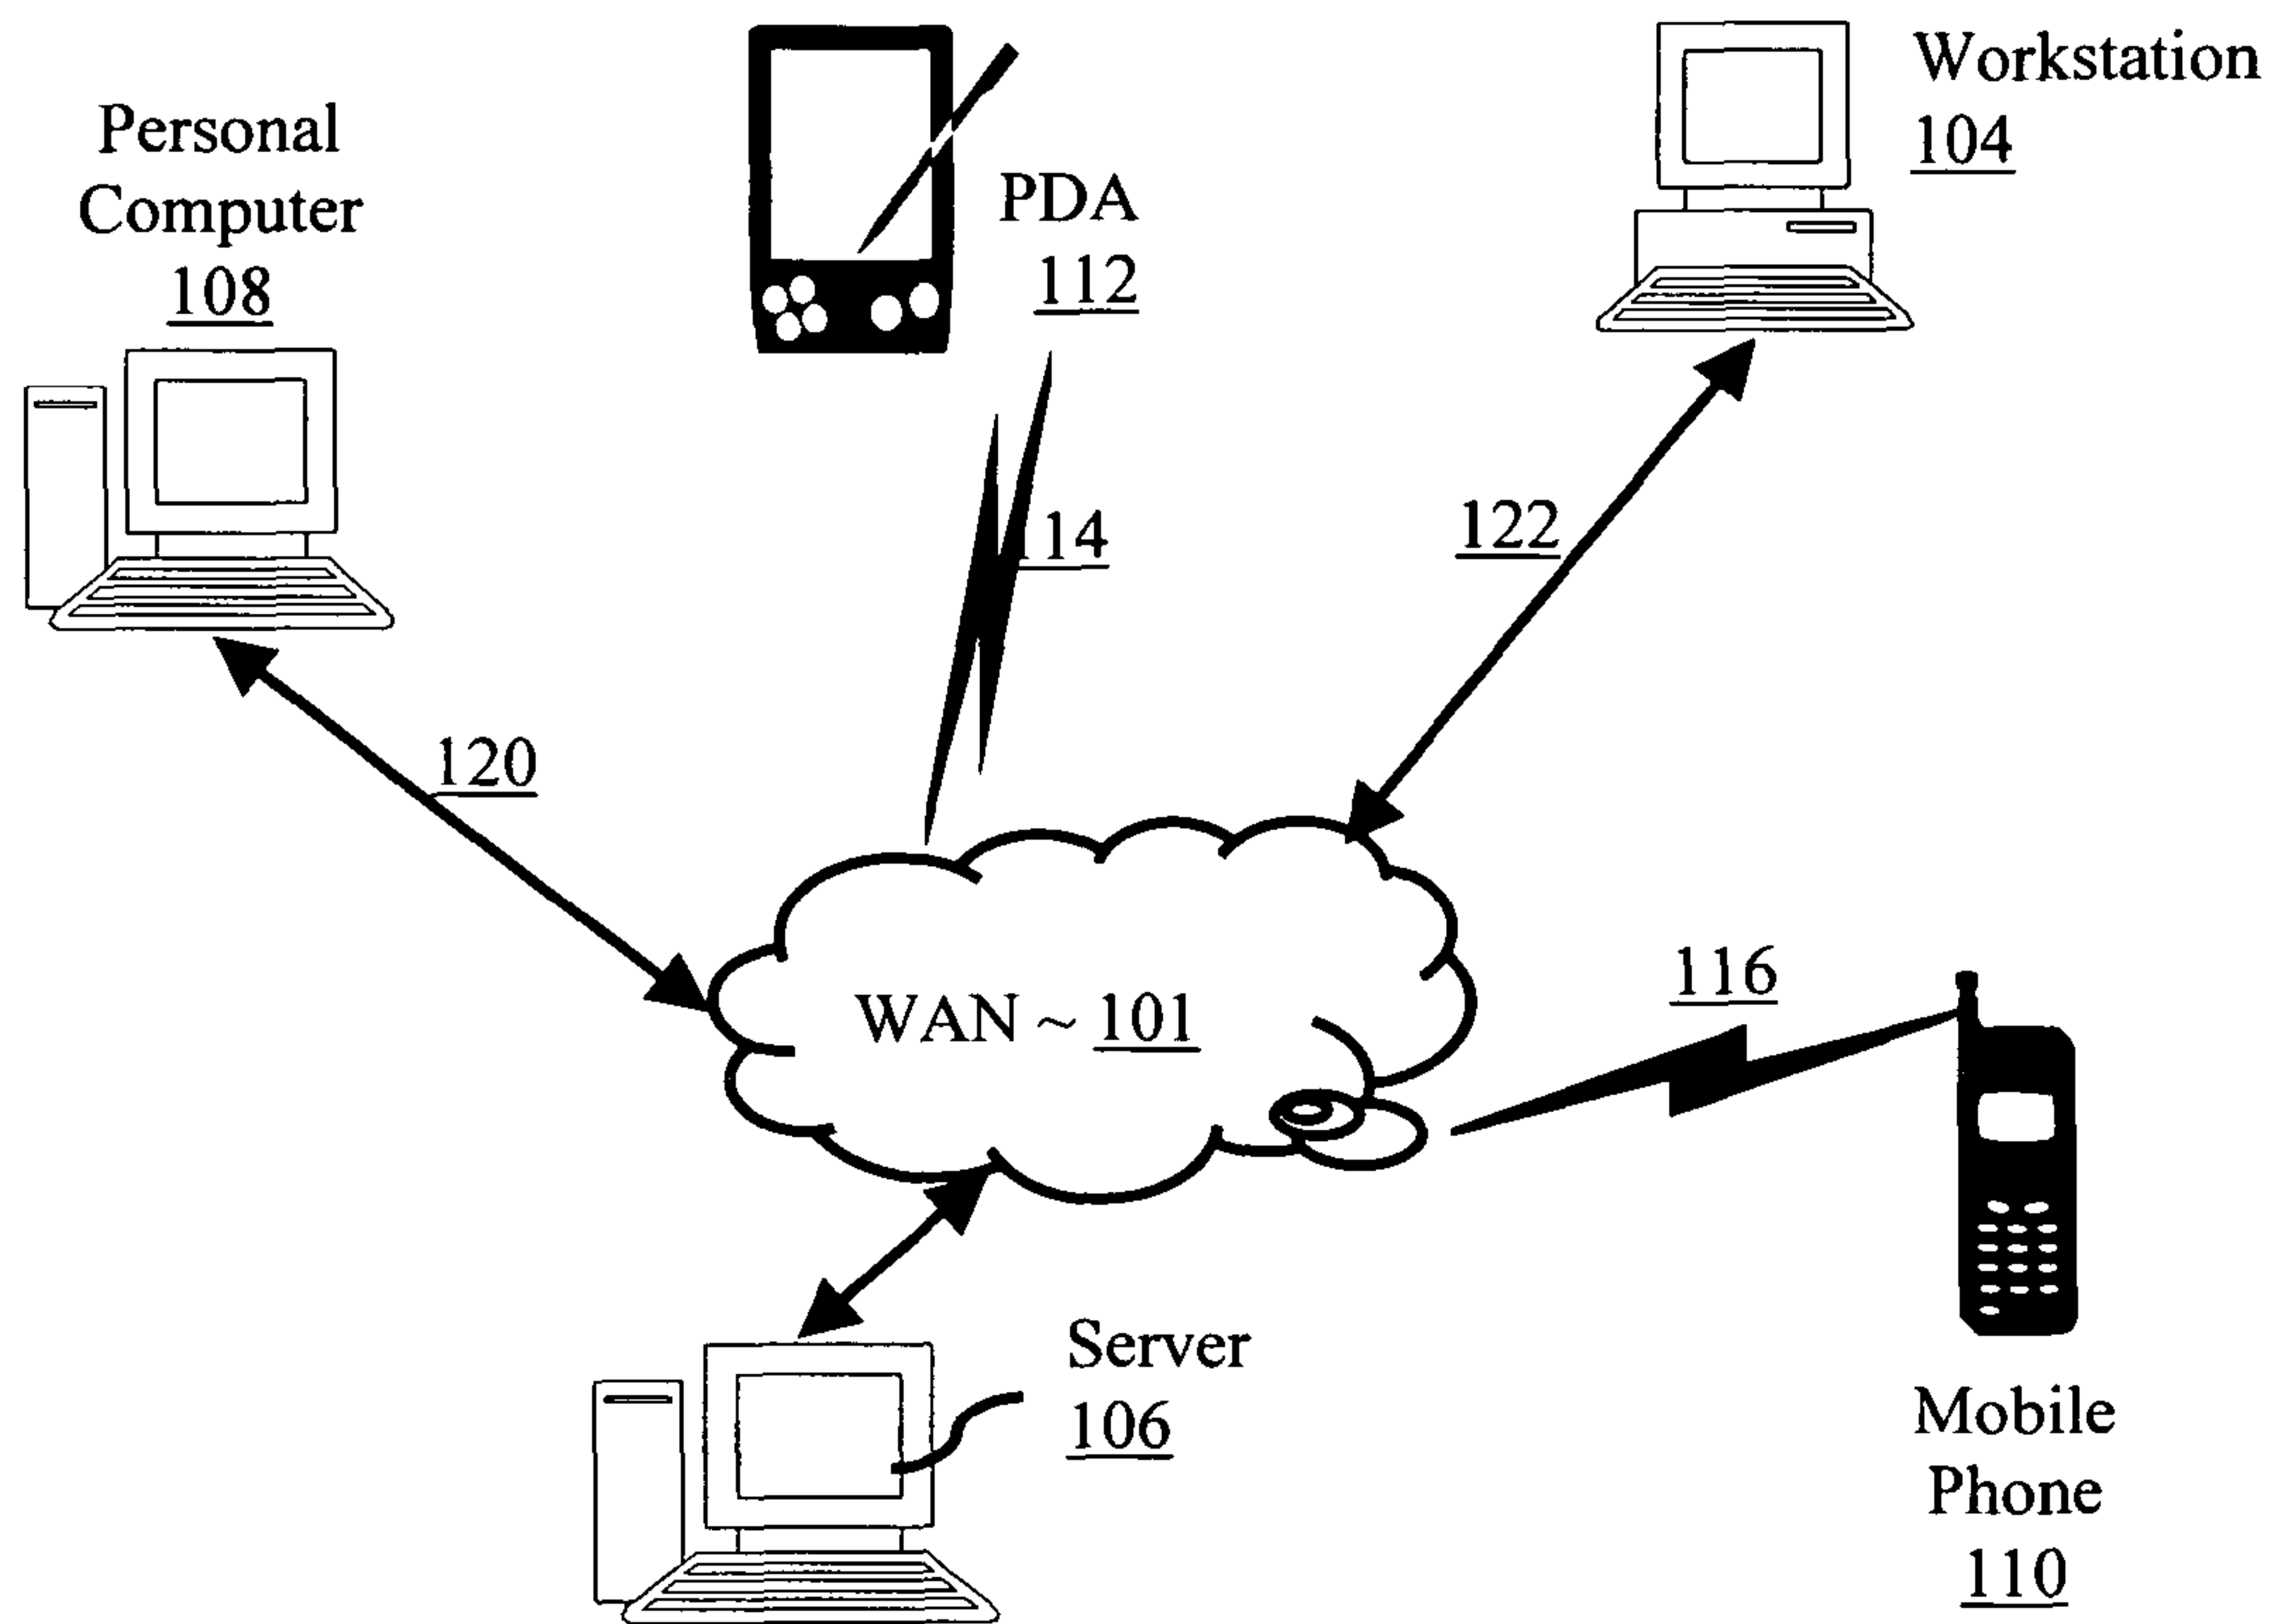 Personal
Computer
108
PDA
112
Workstation
104
114
122
120
WAN ~ 101
116
Server
106
Mobile
Phone
110